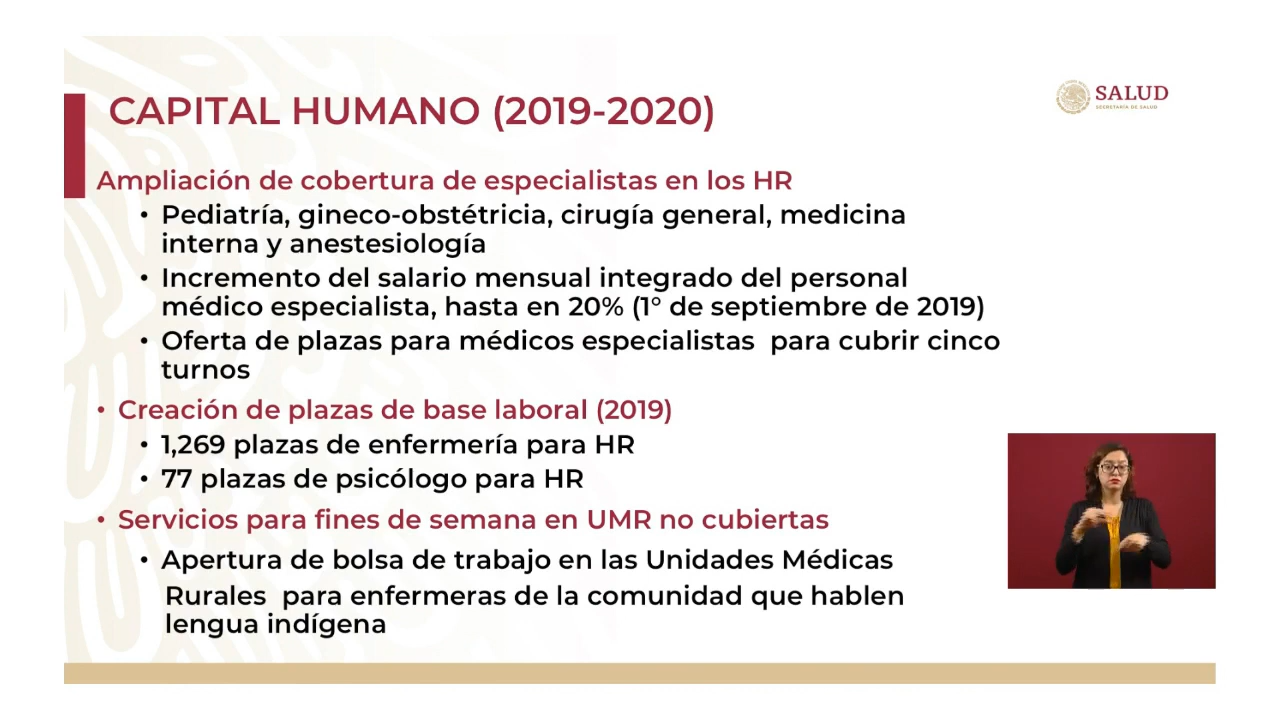 CAPITAL HUMANO (2019-2020)
SALUD
SECRETARÍA DE SALUD
Ampliación de cobertura de especialistas en los HR
• Pediatría, gineco-obstétricia, cirugía general, medicina
interna y anestesiología
• Incremento del salario mensual integrado del personal
médico especialista, hasta en 20% (1° de septiembre de 2019)
• Oferta de plazas para médicos especialistas para cubrir cinco
turnos
• Creación de plazas de base laboral (2019)
• 1,269 plazas de enfermería para HR
• 77 plazas de psicólogo para HR
• Servicios para fines de semana en UMR no cubiertas
• Apertura de bolsa de trabajo en las Unidades Médicas
Rurales para enfermeras de la comunidad que hablen
lengua indígena